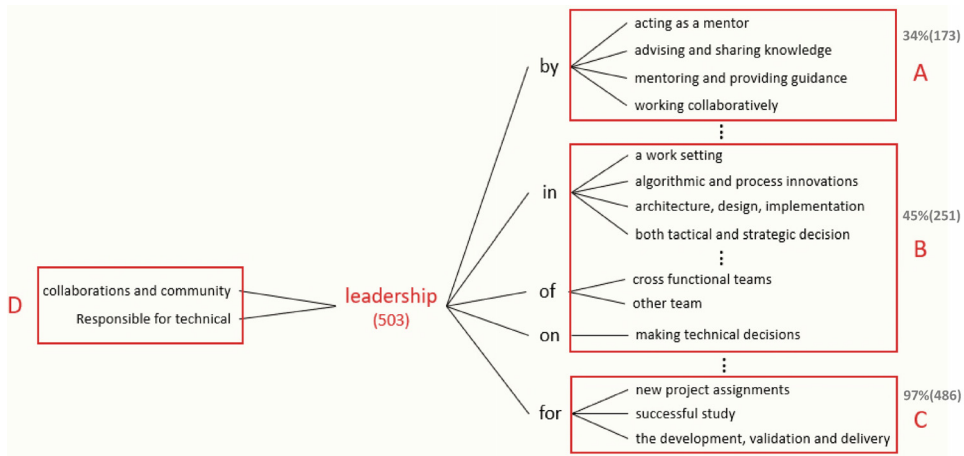 acting as a mentor
34%(173)
by
advising and sharing knowledge
A
mentoring and providing guidance
working collaboratively
a work setting
in
algorithmic and process innovations
architecture, design, implementation
45%(251)
both tactical and strategic decision
B
D
collaborations and community
Responsible for technical
leadership
(503)
of
cross functional teams
other team
on
making technical decisions
for
new project assignments
97%(486)
successful study
C
the development, validation and delivery